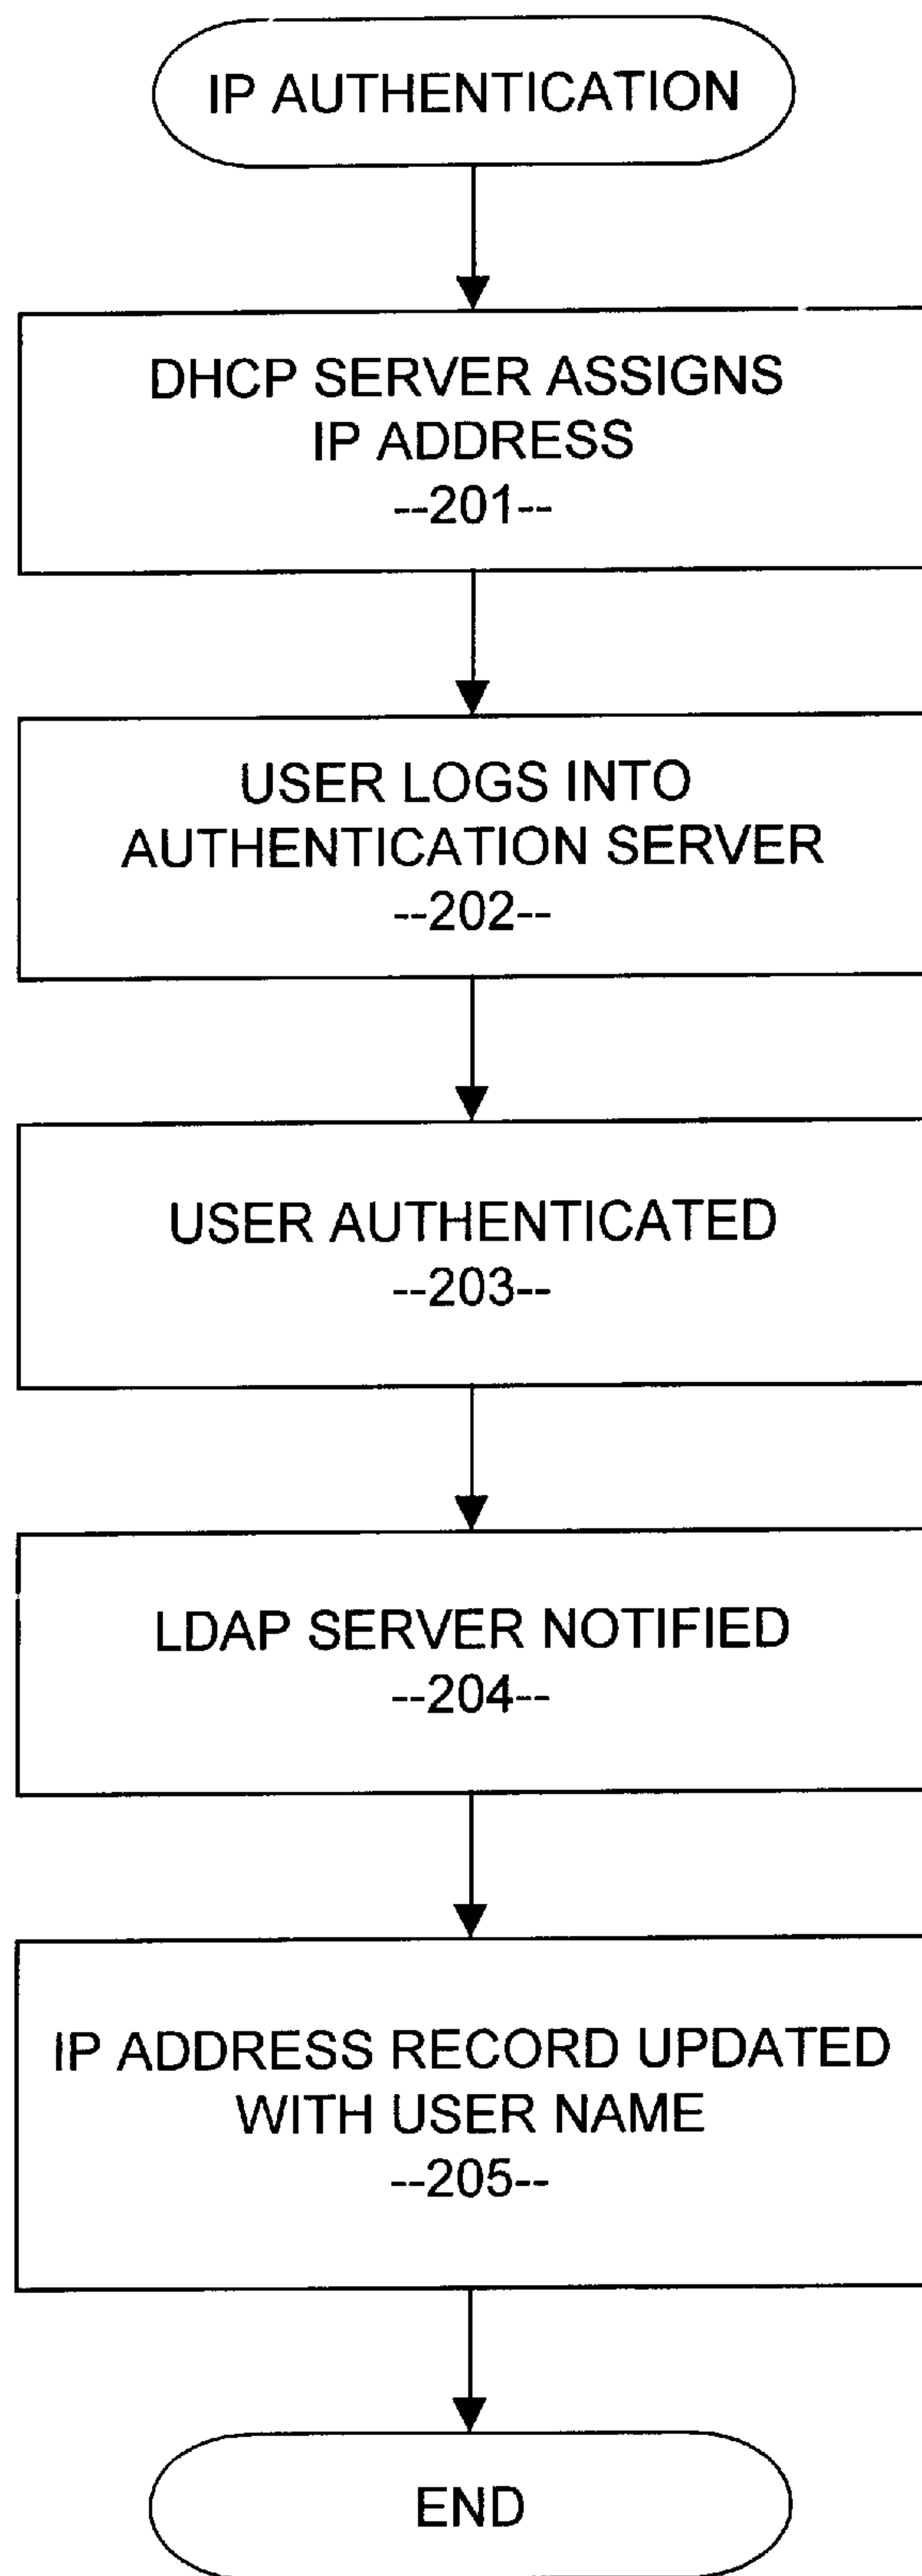 IP AUTHENTICATION
DHCP SERVER ASSIGNS
IP ADDRESS
--201--
USER LOGS INTO
AUTHENTICATION SERVER
--202--
USER AUTHENTICATED
--203--
LDAP SERVER NOTIFIED
--204--
IP ADDRESS RECORD UPDATED
WITH USER NAME
--205--
END